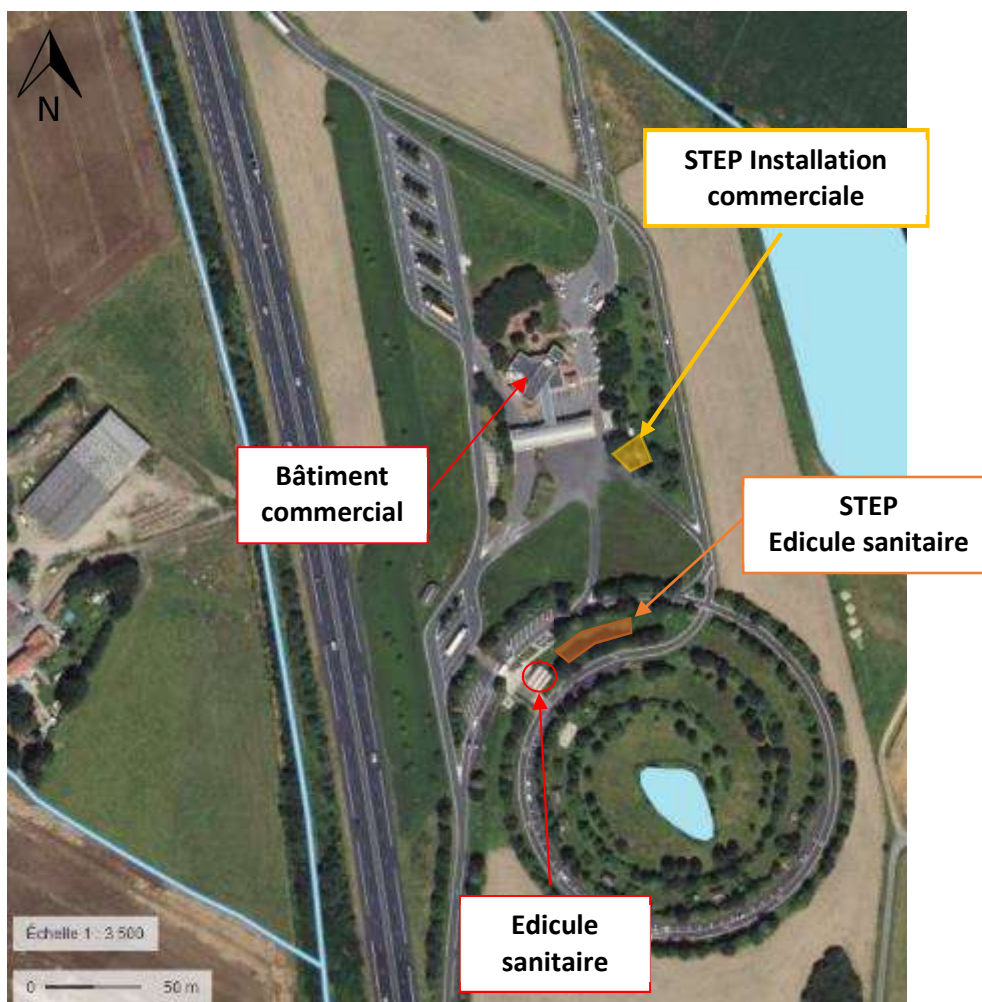 N
STEP Installation
commerciale
Bâtiment
commercial
STEP
Edicule sanitaire
Edicule
sanitaire
Échelle 1 : 3 500
0 50 m